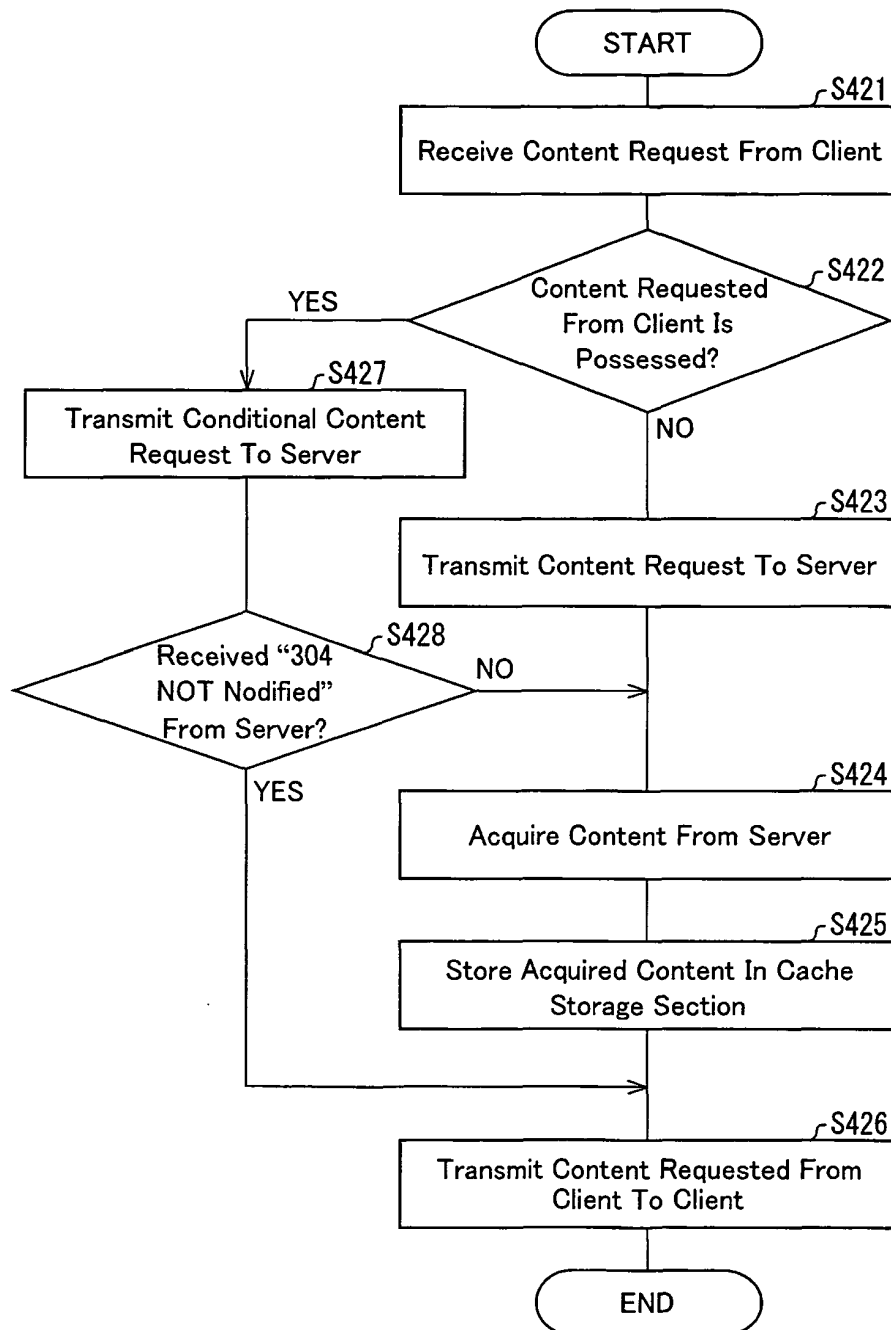 START
S421
Receive Content Request From Client
S422
Content Requested
From Client Is
Possessed?
YES
NO
S427
Transmit Conditional Content
Request To Server
S423
Transmit Content Request To Server
S428
Received “304
NOT Nodified”
From Server?
NO
YES
S424
Acquire Content From Server
S425
Store Acquired Content In Cache
Storage Section
S426
Transmit Content Requested From
Client To Client
END